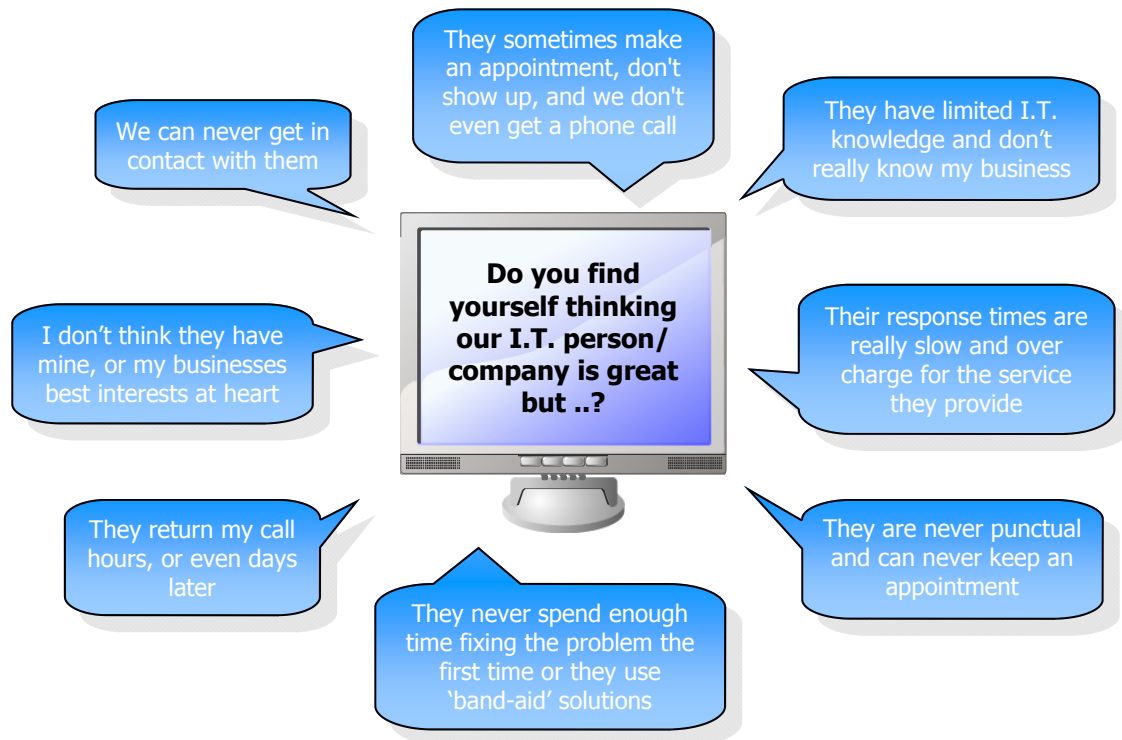 They sometimes make
an appointment, don't
show up, and we don't
even get a phone call
We can never get in
contact with them
They have limited I.T.
knowledge and don’t
really know my business
Do you find
yourself thinking
our I.T. person/
company is great
but ..?
I don’t think they have
mine, or my businesses
best interests at heart
Their response times are
really slow and over
charge for the service
they provide
They return my call
hours, or even days
later
They are never punctual
and can never keep an
appointment
They never spend enough
time fixing the problem the
first time or they use
‘band-aid’ solutions